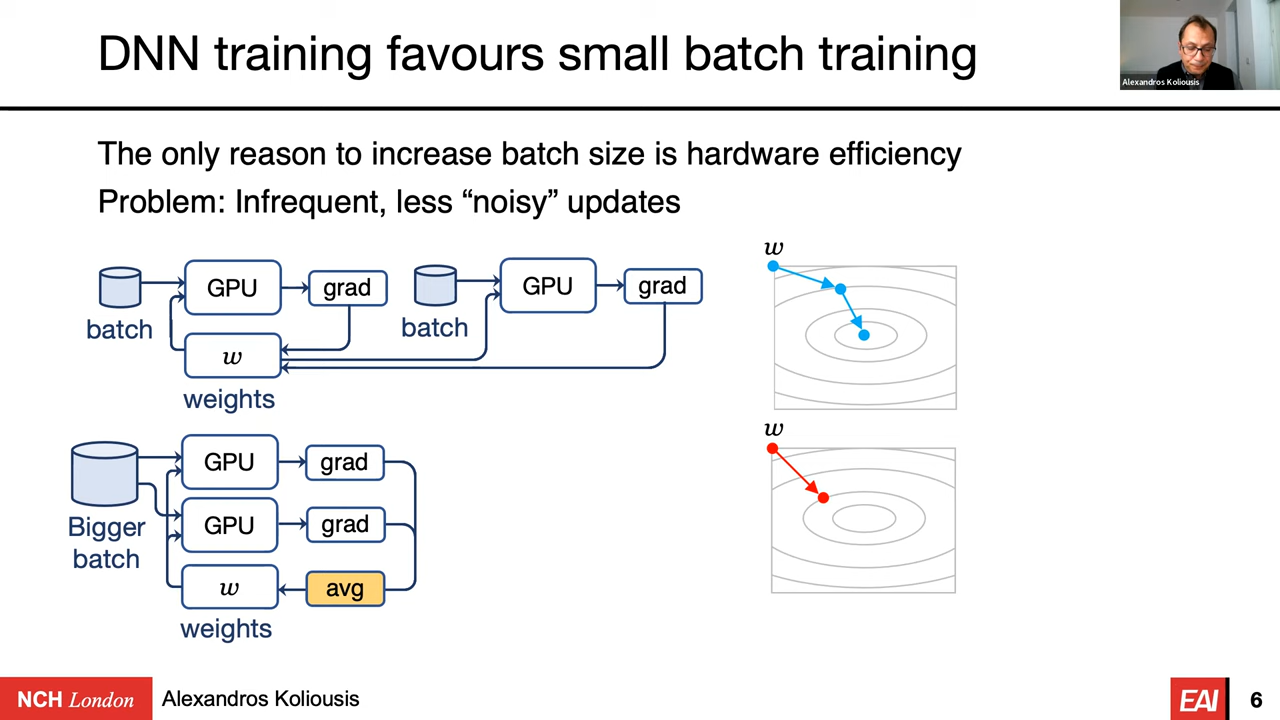 DNN training favours small batch training
Alexandros Koliousis
The only reason to increase batch size is hardware efficiency
Problem: Infrequent, less “noisy” updates
batch
GPU
grad
batch
GPU
grad
w
weights
w
Bigger
batch
GPU
grad
GPU
grad
w
avg
weights
w
NCH London
Alexandros Koliousis
EAI
6